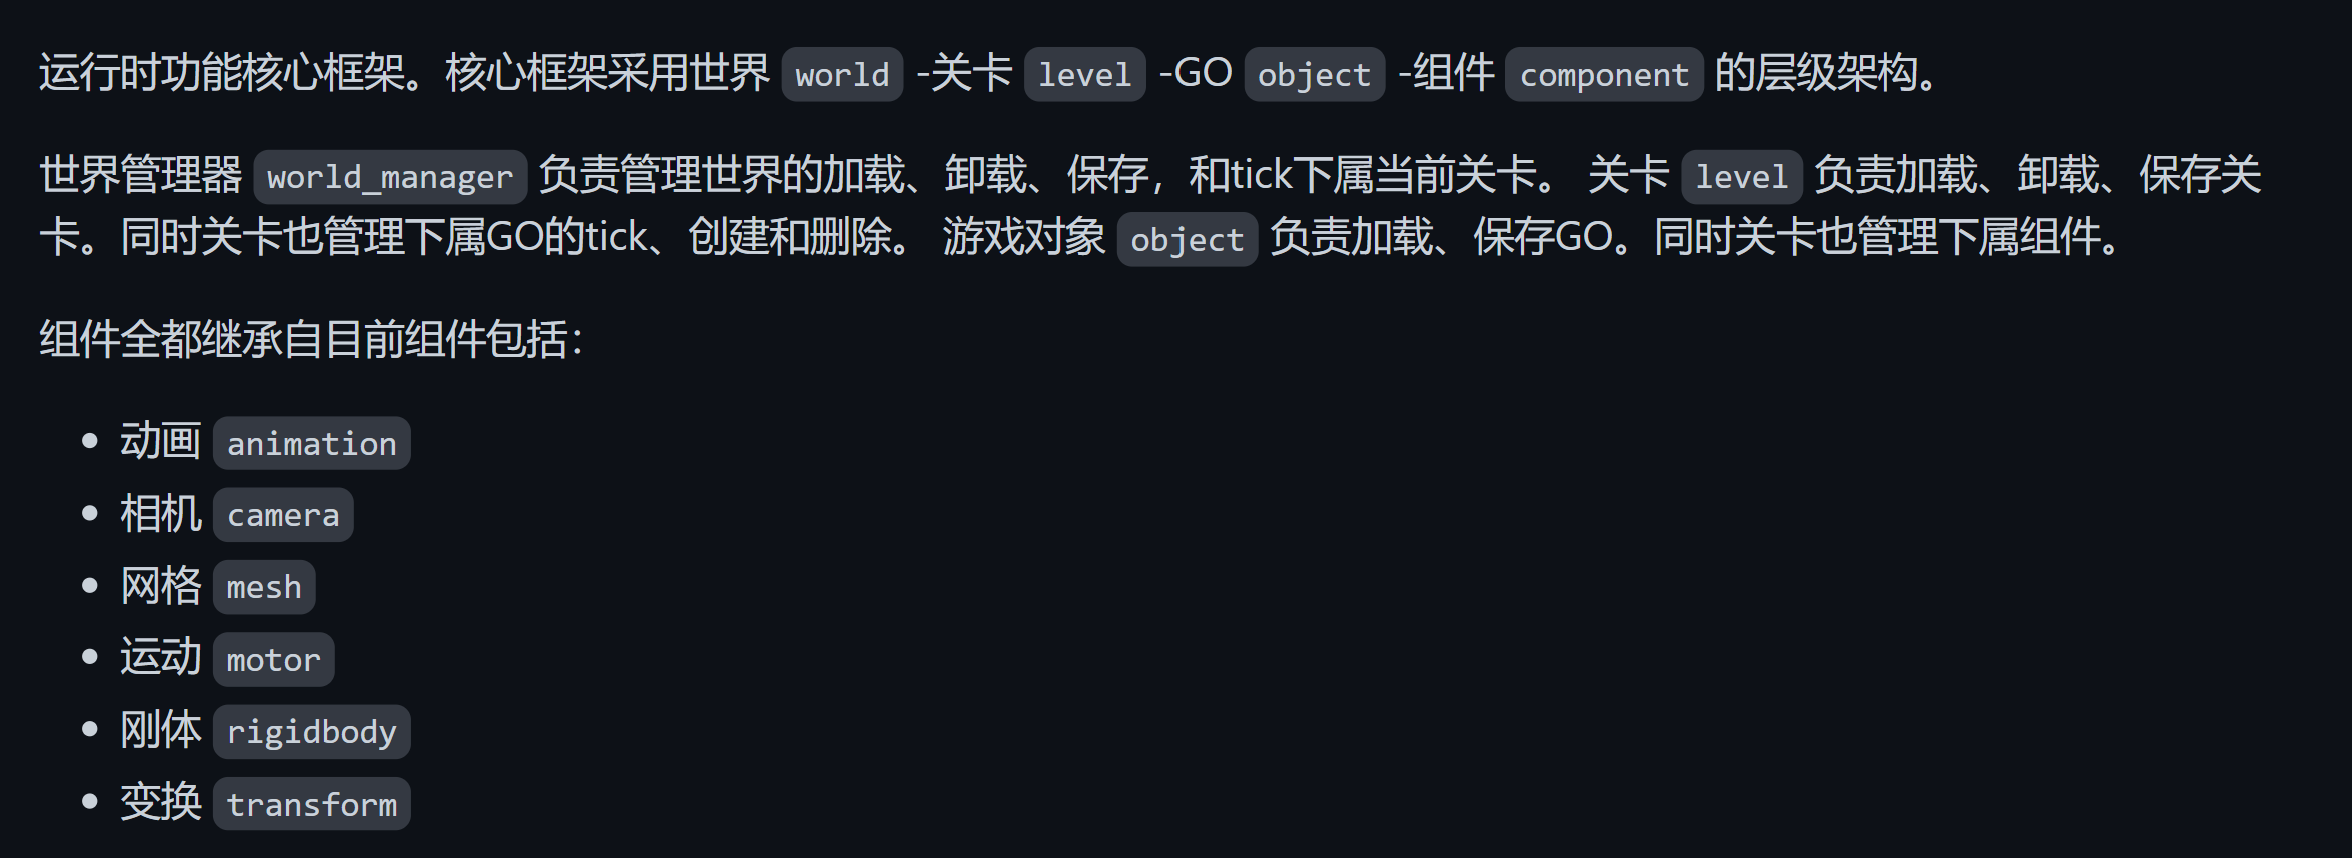 运行时功能核心框架。核心框架采用世界 world -关卡 level -GO object -组件 component 的层级架构。
世界管理器 world_manager 负责管理世界的加载、卸载、保存，和tick下属当前关卡。 关卡 level 负责加载、卸载、保存关
卡。同时关卡也管理下属GO的tick、创建和删除。 游戏对象 object 负责加载、保存GO。同时关卡也管理下属组件。
组件全都继承自目前组件包括：
• 动画 animation
• 相机 camera
• 网格 mesh
• 运动 motor
• 刚体 rigidbody
• 变换 transform